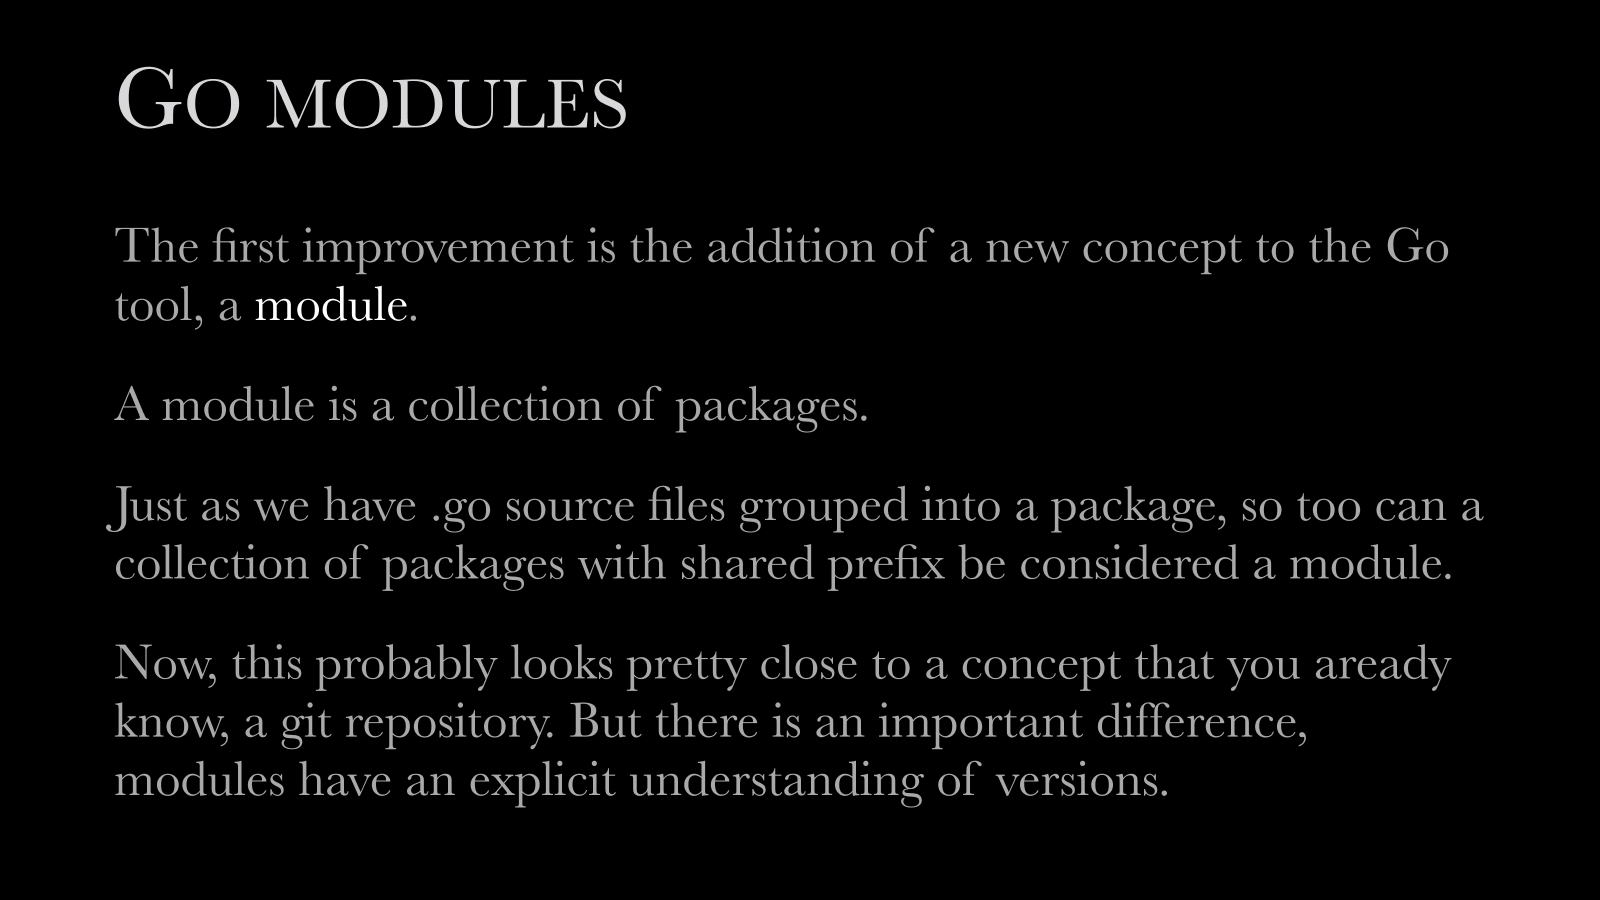 Go modules
The first improvement is the addition of a new concept to the Go
tool, a module.
A module is a collection of packages.
Just as we have .go source files grouped into a package, so too can a
collection of packages with shared prefix be considered a module.
Now, this probably looks pretty close to a concept that you aready
know, a git repository. But there is an important difference,
modules have an explicit understanding of versions.